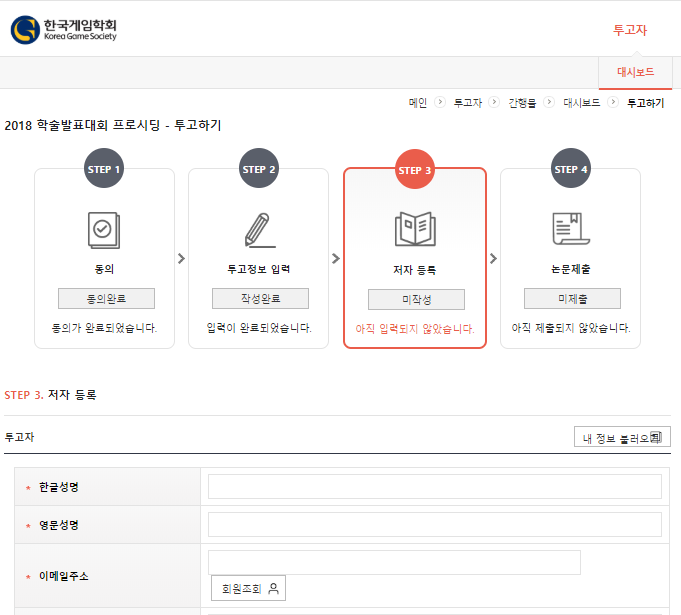 한국게임학회
Korea Game Society
투고자
대시보드
메인 투고자 간행물 대시보드 투고하기
2018 학술발표대회 프로시딩 - 투고하기
STEP 1
동의
동의완료
동의가 완료되었습니다.
STEP 2
투고정보 입력
작성완료
입력이 완료되었습니다.
STEP 3
저자 등록
미작성
아직 입력되지 않았습니다.
STEP 4
논문제출
미제출
아직 제출되지 않았습니다.
STEP 3. 저자 등록
투고자
내 정보 불러오기
* 한글성명
* 영문성명
* 이메일주소
회원조회